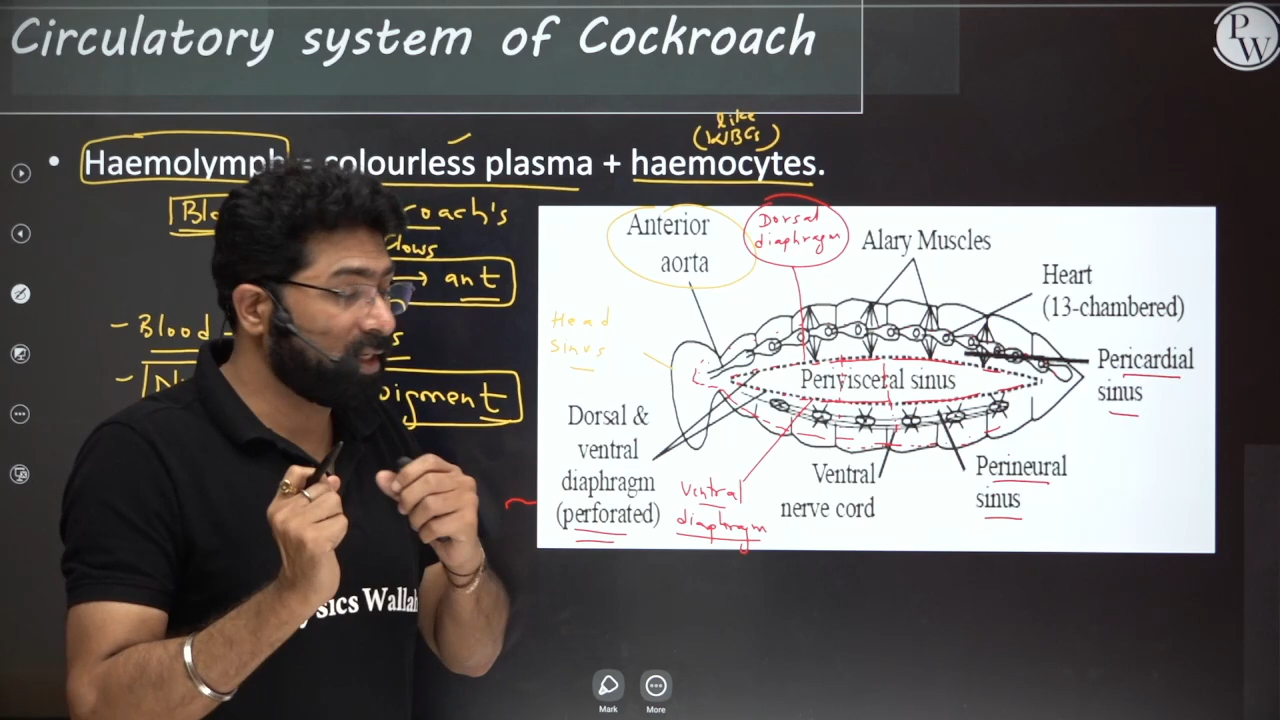 Circulatory system of Cockroach
PW
like
(WBCs)
• Haemolymph = colourless plasma + haemocytes.
roach's
→ ant
- Blood -
pigment
Anterior
aorta
Dorsal
diaphragm
Alary Muscles
Heart
(13-chambered)
Head
sinus
Perivisceral sinus
Pericardial
sinus
Dorsal &
ventral
diaphragm
(perforated)
Ventral
diaphragm
Ventral
nerve cord
Perineural
sinus
sics Wallah
Mark
More